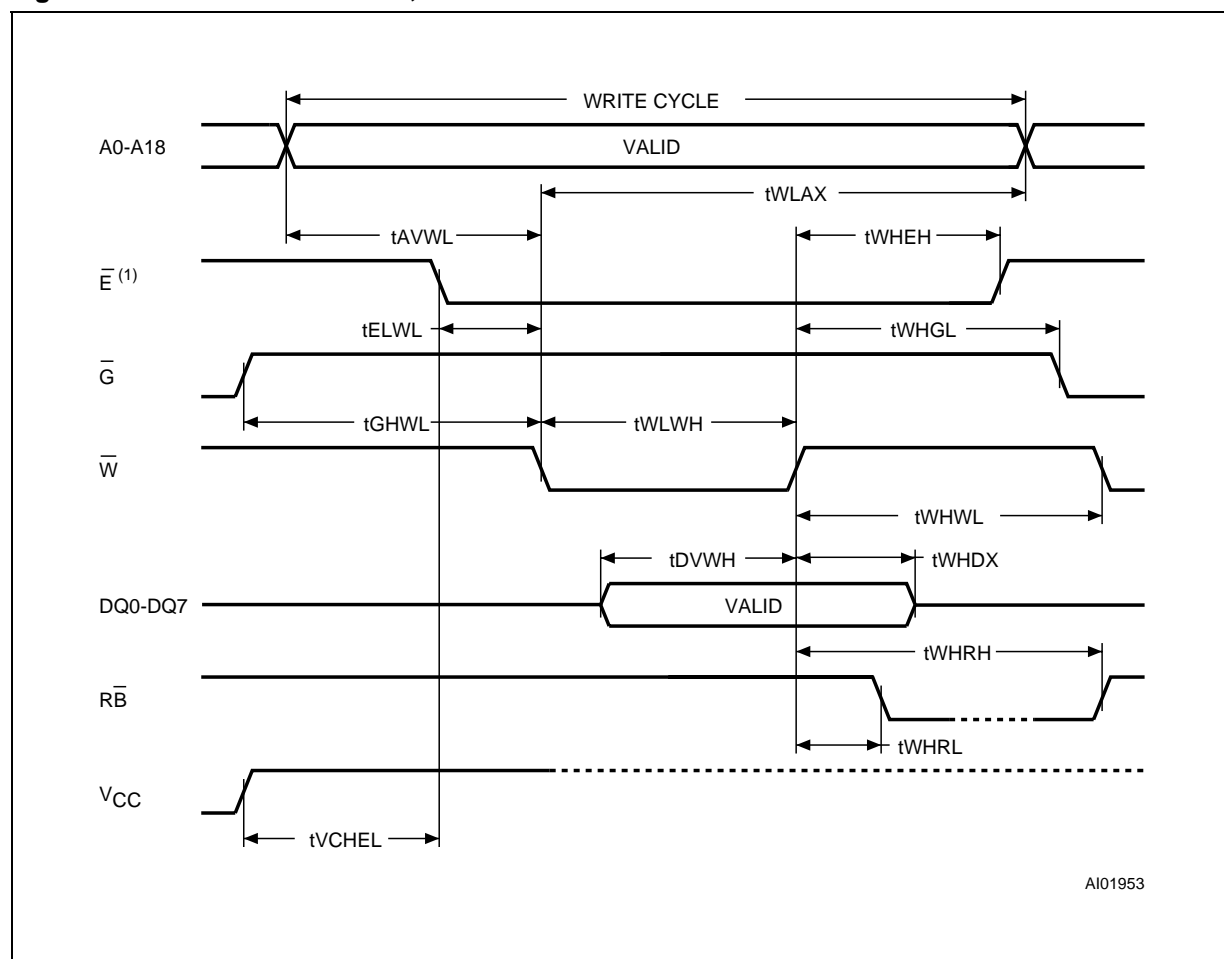 WRITE CYCLE
A0-A18
VALID
tWLAX
tAVWL
tWHEH
E̅ (1)
tELWL
tWHGL
G̅
tGHWL
tWLWH
W̅
tWHWL
tDVWH
tWHDX
DQ0-DQ7
VALID
tWHRH
RB̅
tWHRL
VCC
tVCHEL
AI01953